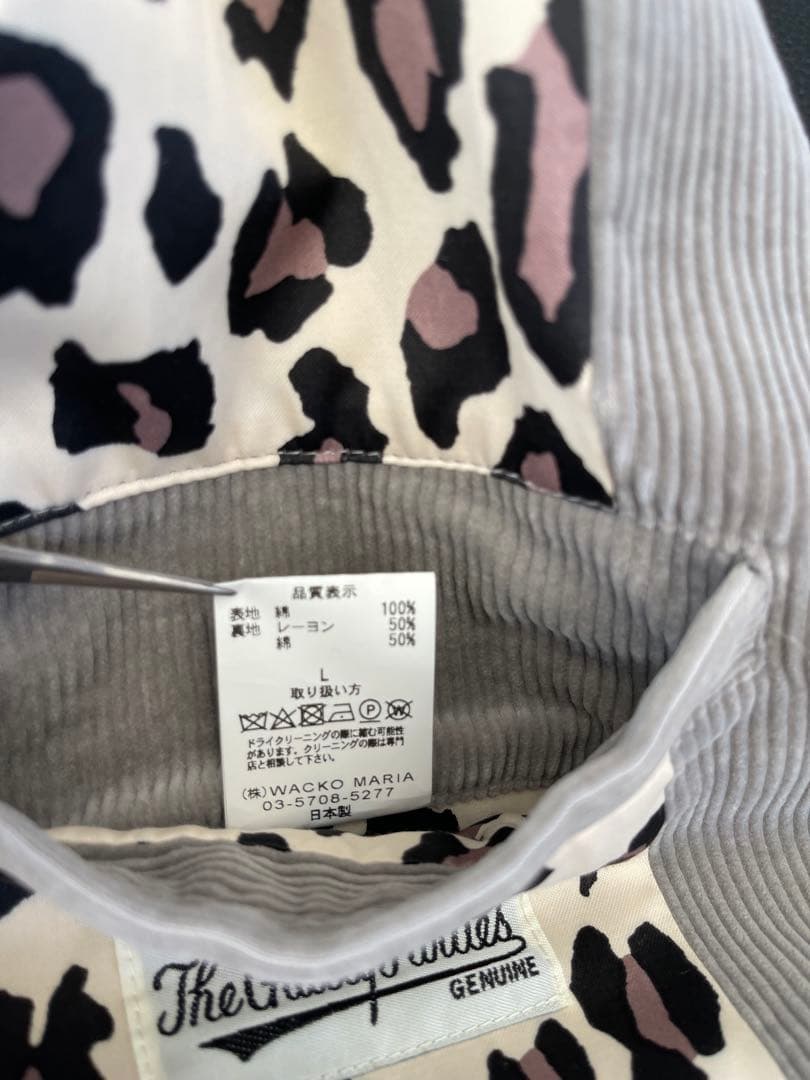 品質表示
表地 綿 100%
裏地 レーヨン 50%
綿 50%
L
取り扱い方
P W
ドライクリーニングの際に縮む可能性
があります。クリーニングの際は専門
店と相談して下さい。
(株)WACKO MARIA
03-5708-5277
日本製
The Guilty Parties
GENUINE